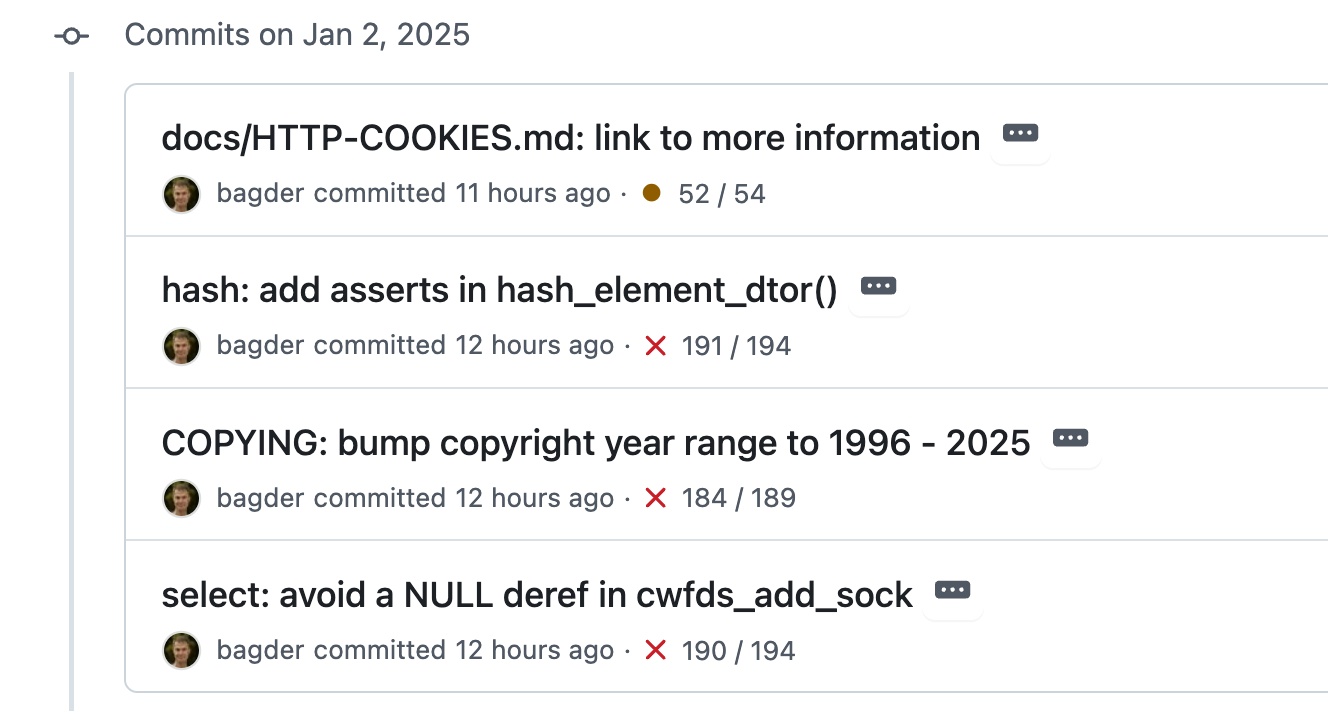 Commits on Jan 2, 2025
docs/HTTP-COOKIES.md: link to more information
bagder committed 11 hours ago · 52 / 54
hash: add asserts in hash_element_dtor()
bagder committed 12 hours ago · 191 / 194
COPYING: bump copyright year range to 1996 - 2025
bagder committed 12 hours ago · 184 / 189
select: avoid a NULL deref in cwfds_add_sock
bagder committed 12 hours ago · 190 / 194